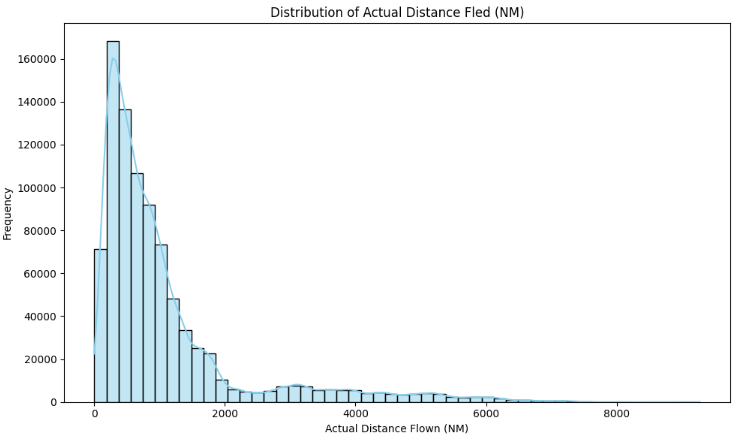 Distribution of Actual Distance Fled (NM)
160000
140000
120000
100000
80000
60000
40000
20000
0
Frequency
0 2000 4000 6000 8000
Actual Distance Flown (NM)